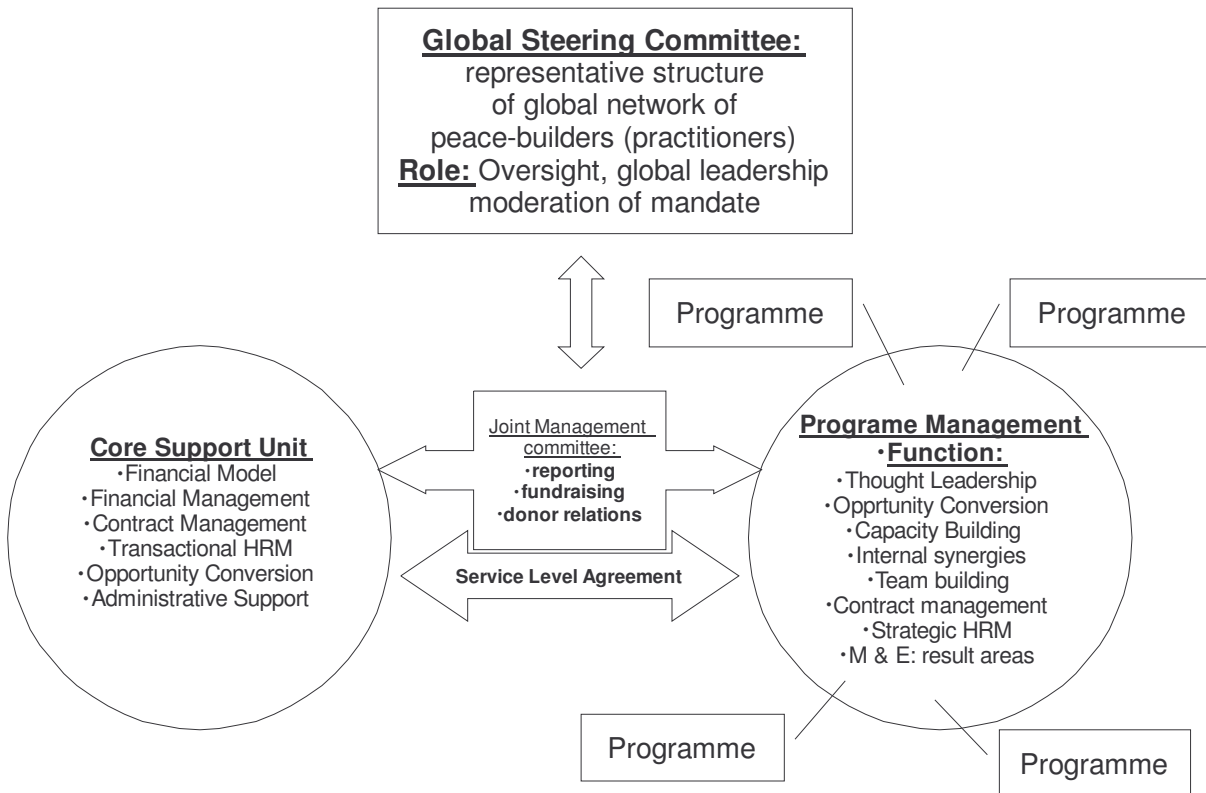 Global Steering Committee:
representative structure
of global network of
peace-builders (practitioners)
Role: Oversight, global leadership
moderation of mandate
Programme
Programme
Core Support Unit
·Financial Model
·Financial Management
·Contract Management
·Transactional HRM
·Opportunity Conversion
·Administrative Support
Joint Management
committee:
·reporting
·fundraising
·donor relations
Service Level Agreement
Programe Management
·Function:
·Thought Leadership
·Opprtunity Conversion
·Capacity Building
·Internal synergies
·Team building
·Contract management
·Strategic HRM
·M & E: result areas
Programme
Programme